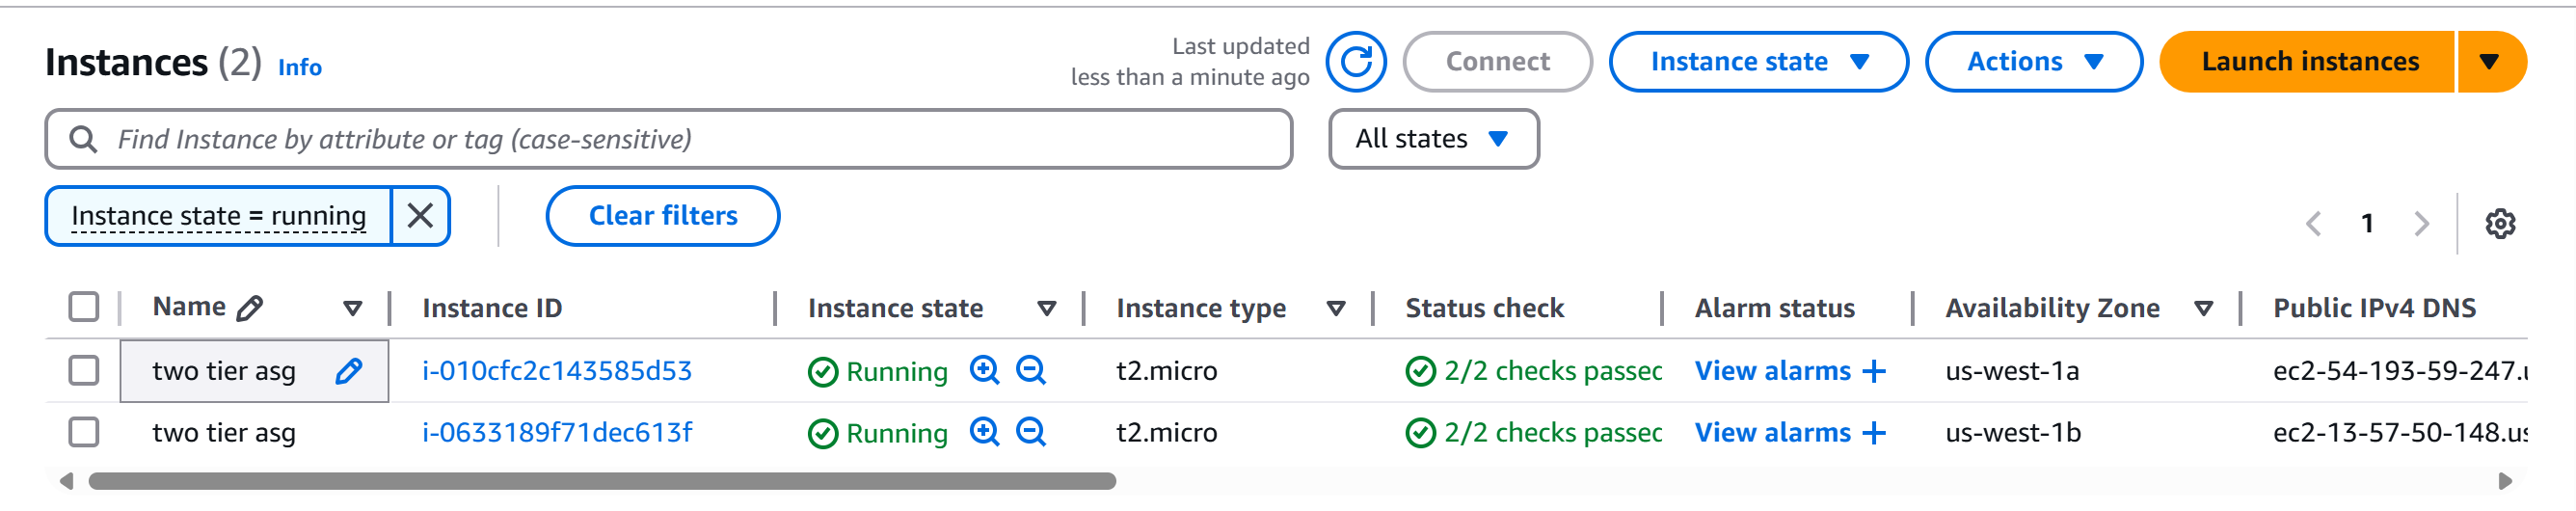 Instances (2) Info
Last updated
less than a minute ago
Connect
Instance state
Actions
Launch instances
Find Instance by attribute or tag (case-sensitive)
All states
Instance state = running
Clear filters
1
Name Instance ID Instance state Instance type Status check Alarm status Availability Zone Public IPv4 DNS
two tier asg i-010cfc2c143585d53 Running t2.micro 2/2 checks passed View alarms + us-west-1a ec2-54-193-59-247.u
two tier asg i-0633189f71dec613f Running t2.micro 2/2 checks passed View alarms + us-west-1b ec2-13-57-50-148.us